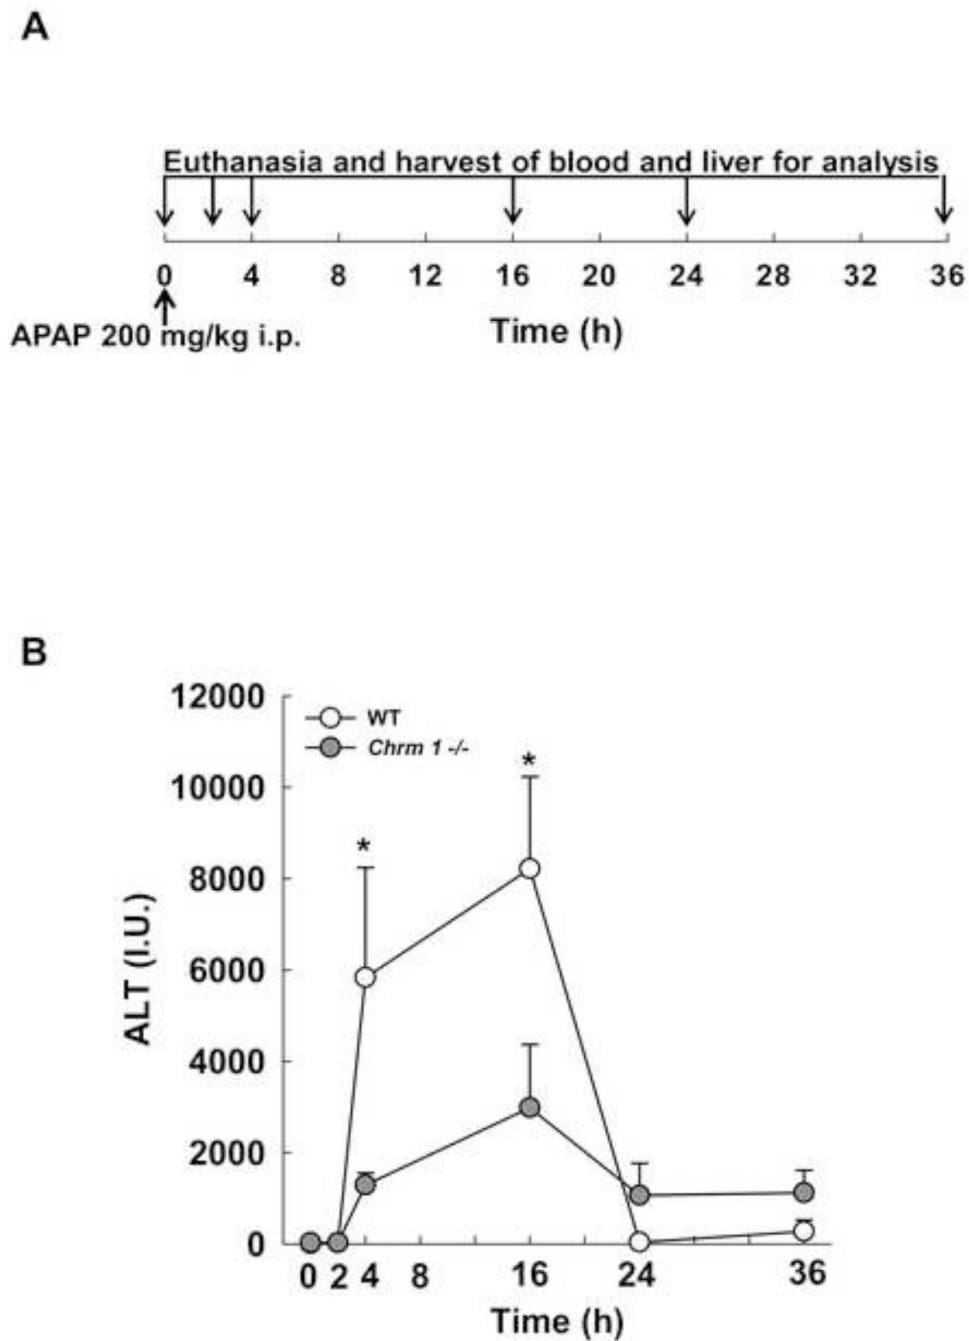 A
Euthanasia and harvest of blood and liver for analysis
0 4 8 12 16 20 24 28 32 36
APAP 200 mg/kg i.p.
Time (h)
B
12000
WT
Chrm 1 -/-
10000
*
8000
*
6000
4000
2000
0
ALT (I.U.)
0 2 4 8 16 24 36
Time (h)